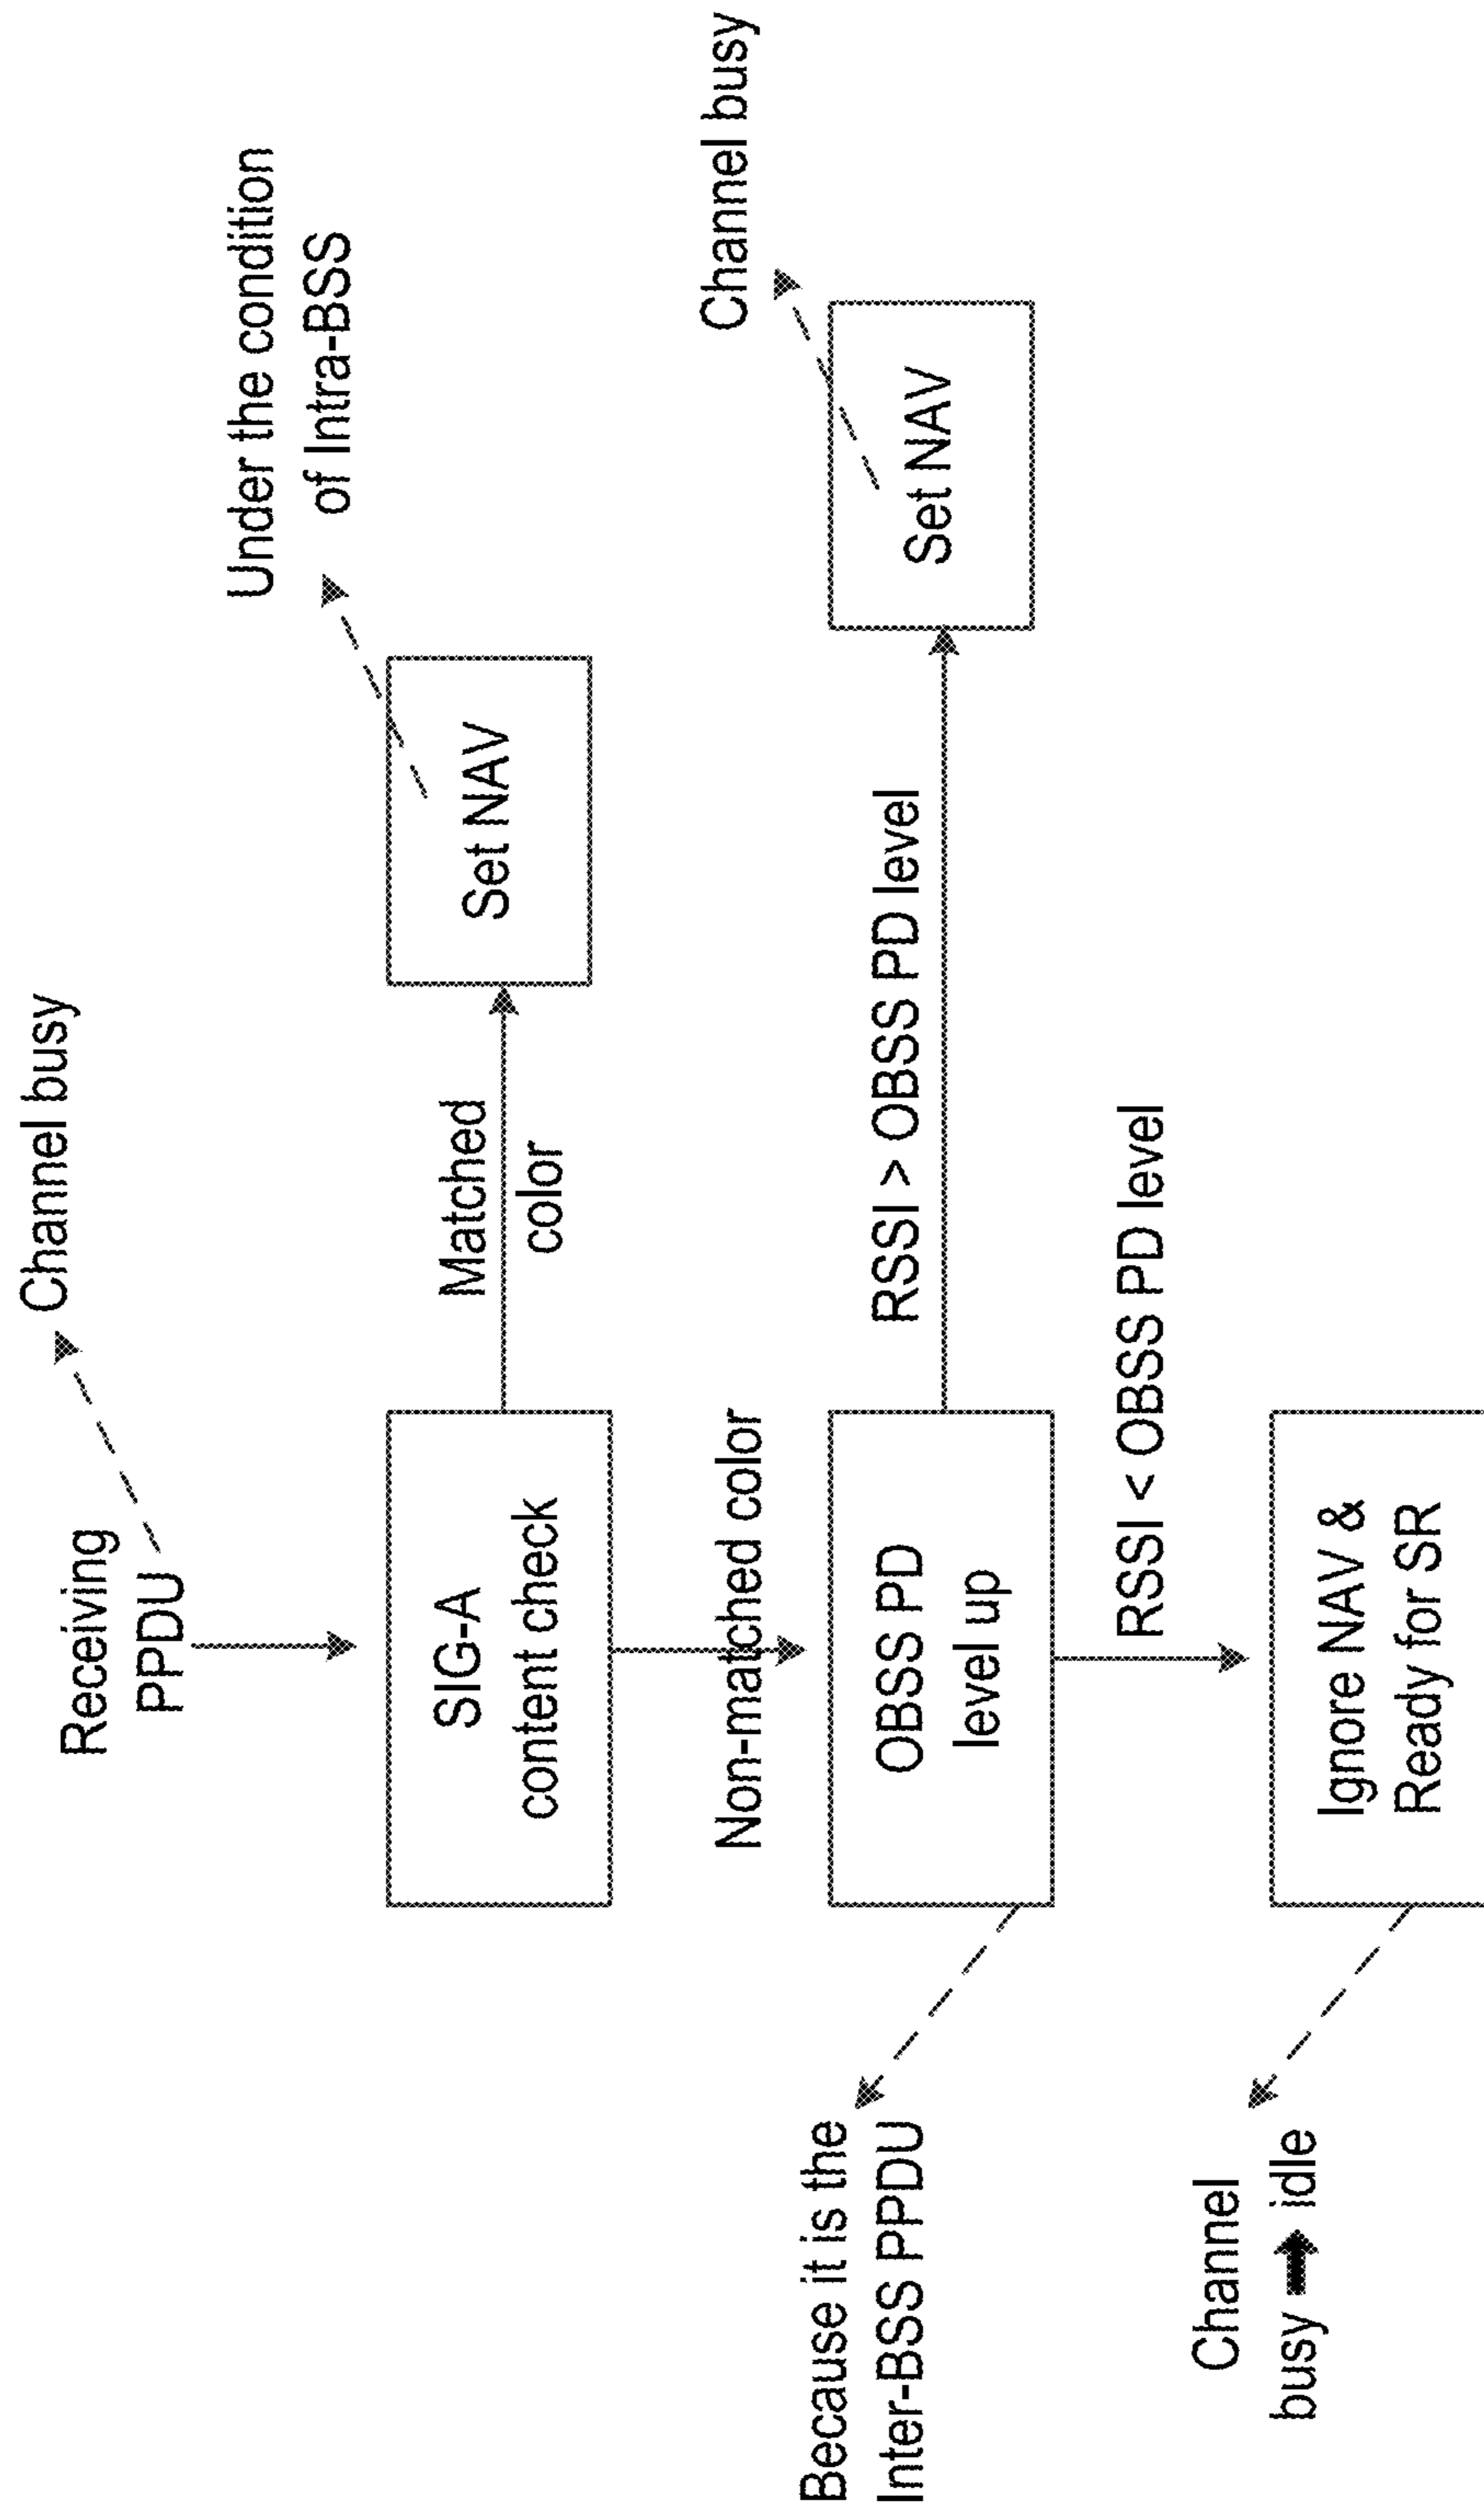 Receiving
PPDU
Channel busy
SIG-A
content check
Matched
color
Set NAV
Under the condition
of Intra-BSS
Non-matched color
Because it is the
Inter-BSS PPDU
OBSS PD
level up
RSSI > OBSS PD level
Set NAV
Channel busy
RSSI < OBSS PD level
Channel
busy ➡ idle
Ignore NAV &
Ready for SR